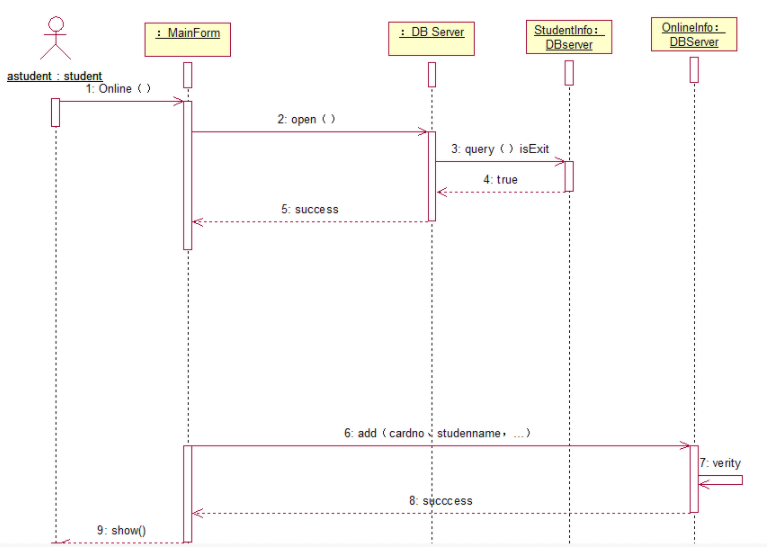 : MainForm
: DB Server
StudentInfo:
DBserver
OnlineInfo:
DBServer
astudent : student
1: Online（）
2: open（）
3: query（）isExit
4: true
5: success
6: add（cardno、studenname，...）
7: verity
8: succcess
9: show()